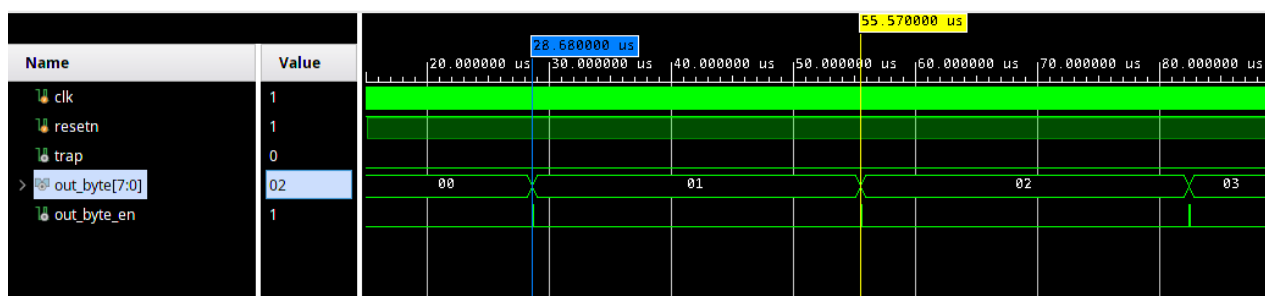 55.570000 us
28.680000 us
Name Value
20.000000 us 30.000000 us 40.000000 us 50.000000 us 60.000000 us 70.000000 us 80.000000 us
clk 1
resetn 1
trap 0
out_byte[7:0] 02 00 01 02 03
out_byte_en 1